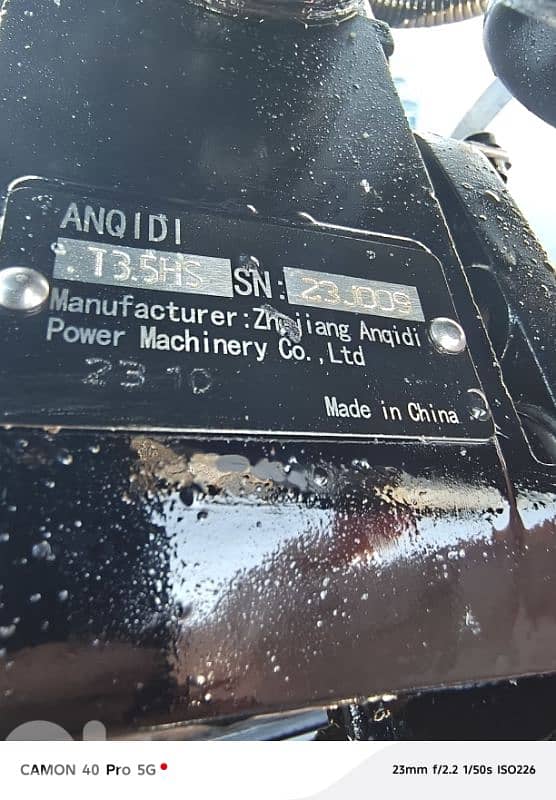 ANQIDI
T3.5HS SN: 23J009
Manufacturer:Zhejiang Anqidi
Power Machinery Co.,Ltd
23 10
Made in China
CAMON 40 Pro 5G
23mm f/2.2 1/50s ISO226